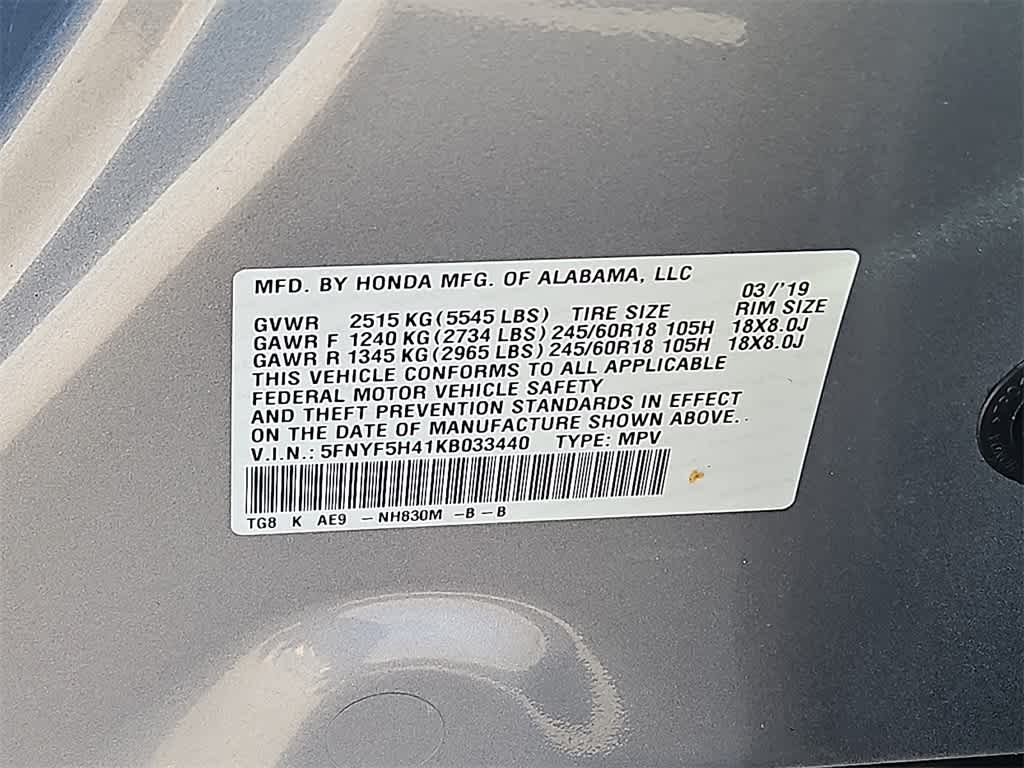 MFD. BY HONDA MFG. OF ALABAMA, LLC
03/'19
GVWR 2515 KG (5545 LBS) TIRE SIZE RIM SIZE
GAWR F 1240 KG (2734 LBS) 245/60R18 105H 18X8.0J
GAWR R 1345 KG (2965 LBS) 245/60R18 105H 18X8.0J
THIS VEHICLE CONFORMS TO ALL APPLICABLE
FEDERAL MOTOR VEHICLE SAFETY
AND THEFT PREVENTION STANDARDS IN EFFECT
ON THE DATE OF MANUFACTURE SHOWN ABOVE.
V.I.N.: 5FNYF5H41KB033440 TYPE: MPV
TG8 K AE9 -NH830M -B-B